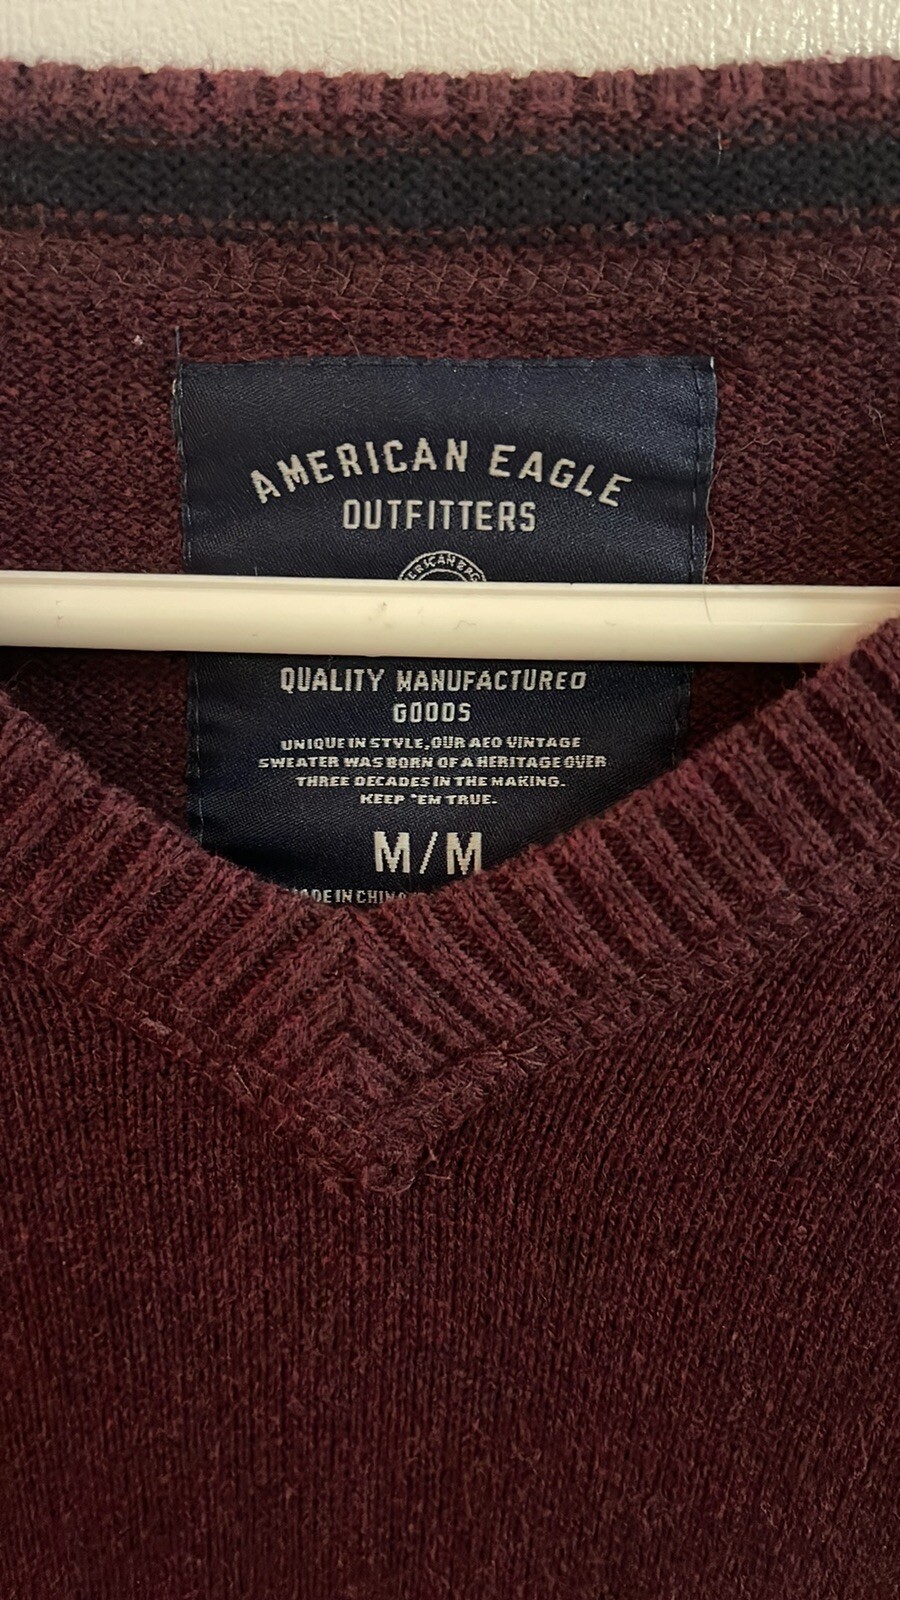 AMERICAN EAGLE
OUTFITTERS
QUALITY MANUFACTURED
GOODS
UNIQUE IN STYLE, OUR AEO VINTAGE
SWEATER WAS BORN OF A HERITAGE OVER
THREE DECADES IN THE MAKING.
KEEP 'EM TRUE.
M/M
IN